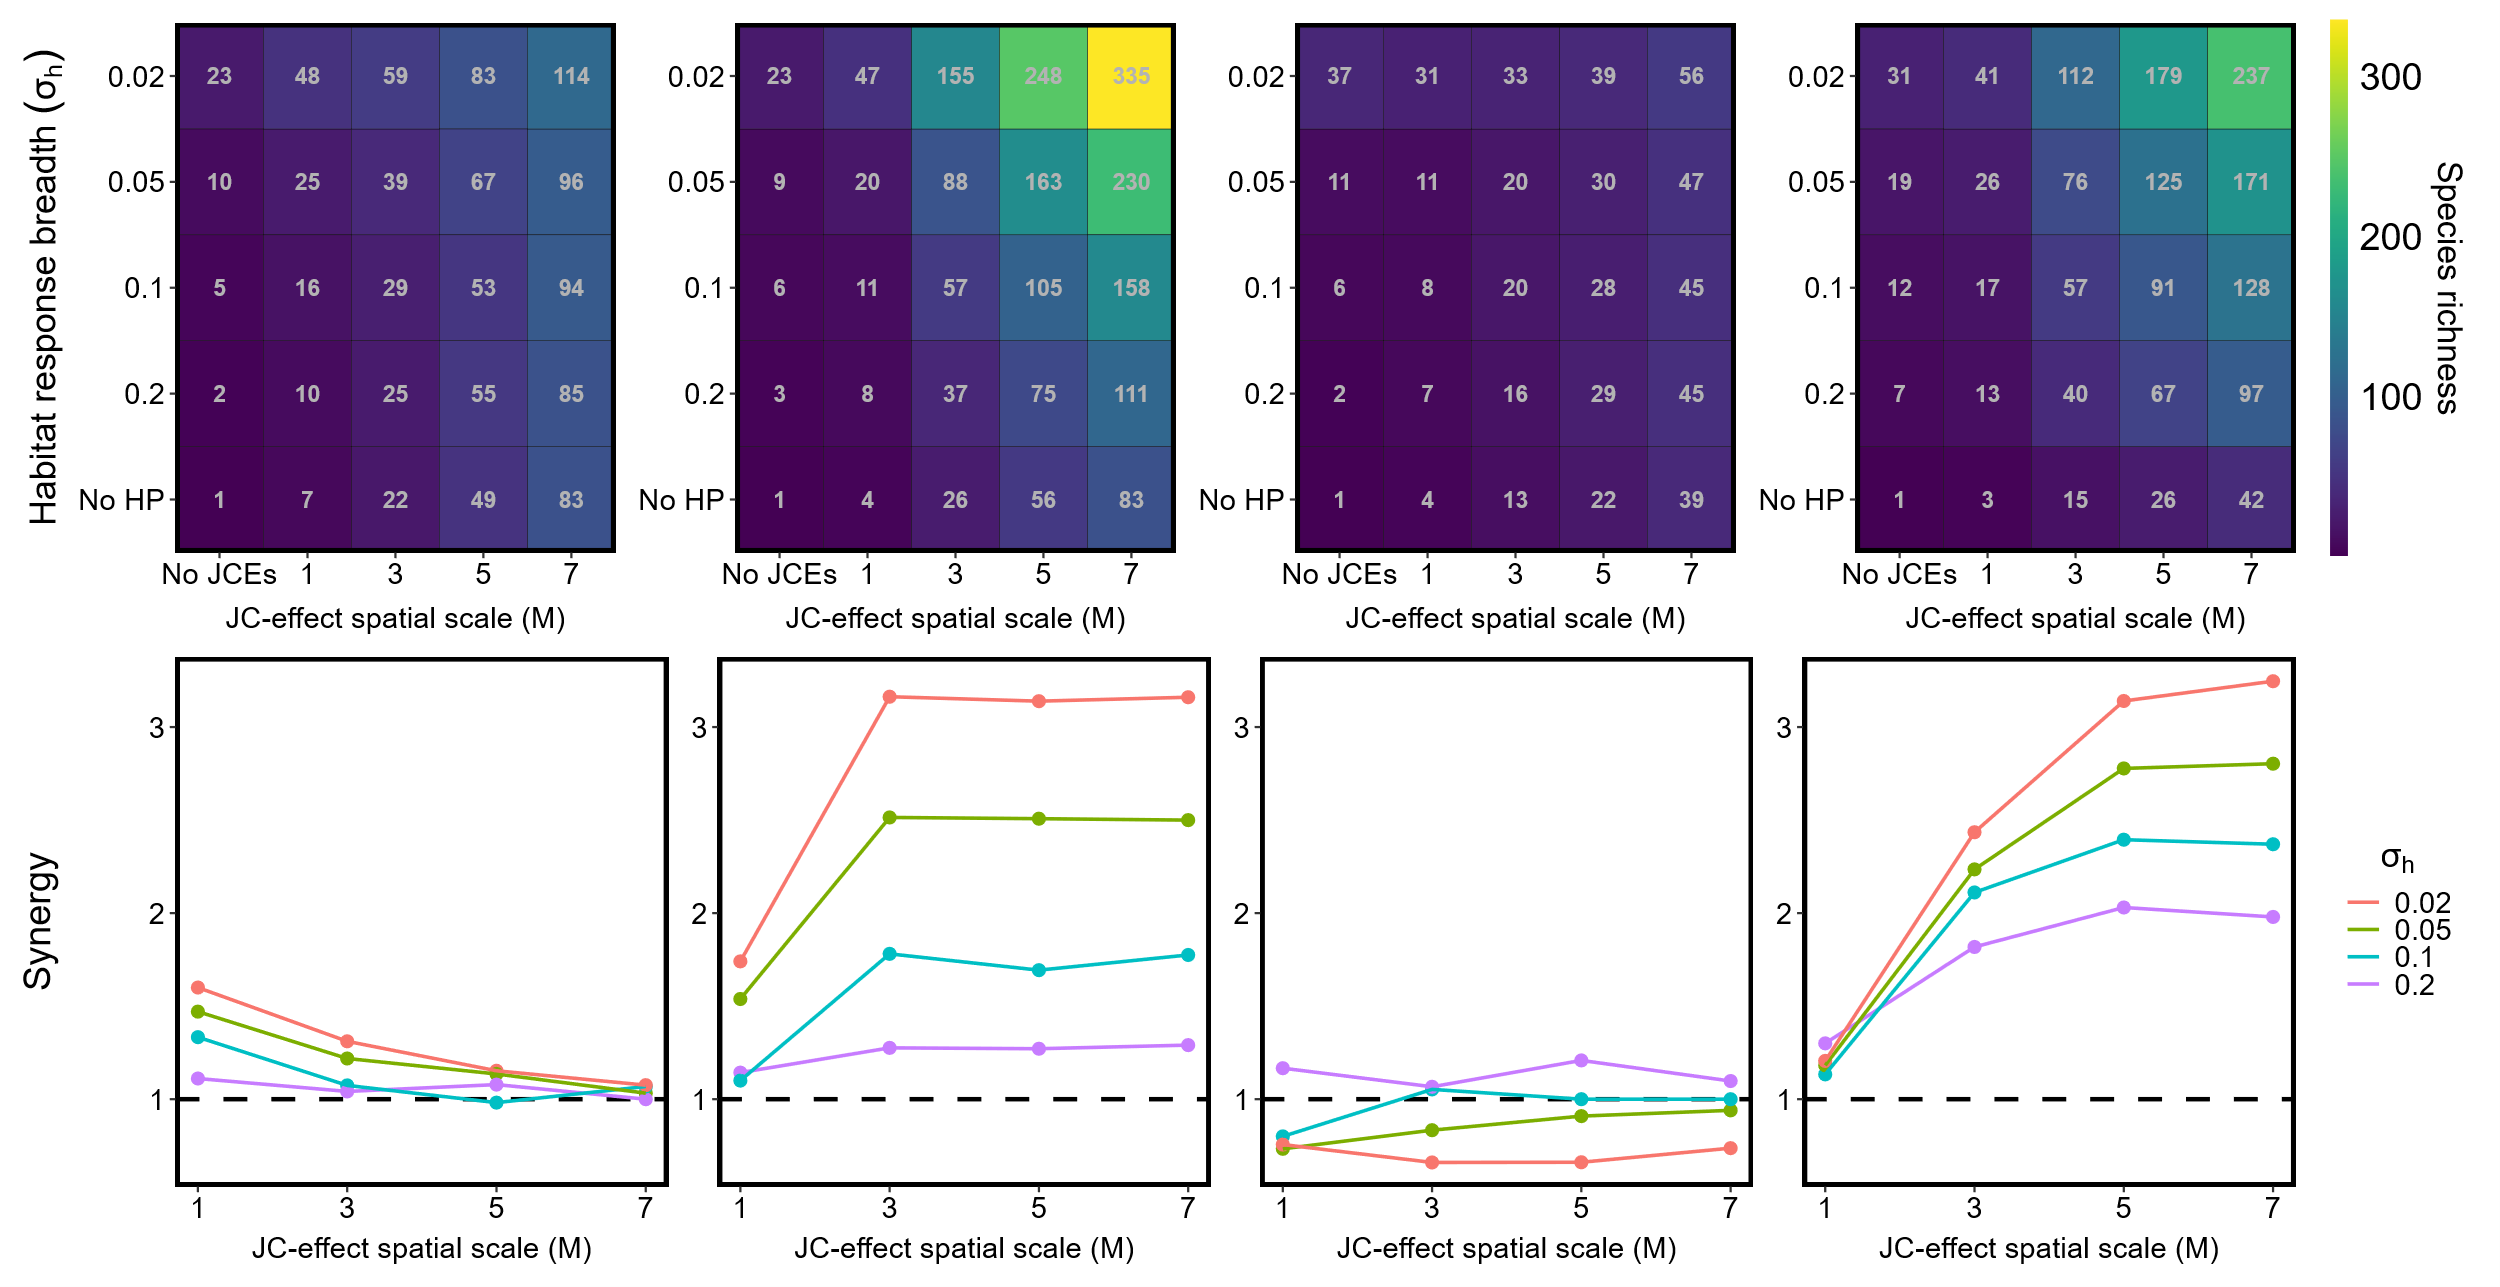 Habitat response breadth (σh)
0.02 23 48 59 83 114
0.05 10 25 39 67 96
0.1 5 16 29 53 94
0.2 2 10 25 55 85
No HP 1 7 22 49 83
No JCEs 1 3 5 7
JC-effect spatial scale (M)
0.02 23 47 155 248 335
0.05 9 20 88 163 230
0.1 6 11 57 105 158
0.2 3 8 37 75 111
No HP 1 4 26 56 83
No JCEs 1 3 5 7
JC-effect spatial scale (M)
0.02 37 31 33 39 56
0.05 11 11 20 30 47
0.1 6 8 20 28 45
0.2 2 7 16 29 45
No HP 1 4 13 22 39
No JCEs 1 3 5 7
JC-effect spatial scale (M)
0.02 31 41 112 179 237
0.05 19 26 76 125 171
0.1 12 17 57 91 128
0.2 7 13 40 67 97
No HP 1 3 15 26 42
No JCEs 1 3 5 7
JC-effect spatial scale (M)
300
200
100
Species richness
Synergy
3
2
1
1 3 5 7
JC-effect spatial scale (M)
3
2
1
1 3 5 7
JC-effect spatial scale (M)
3
2
1
1 3 5 7
JC-effect spatial scale (M)
3
2
1
1 3 5 7
JC-effect spatial scale (M)
σh
0.02
0.05
0.1
0.2